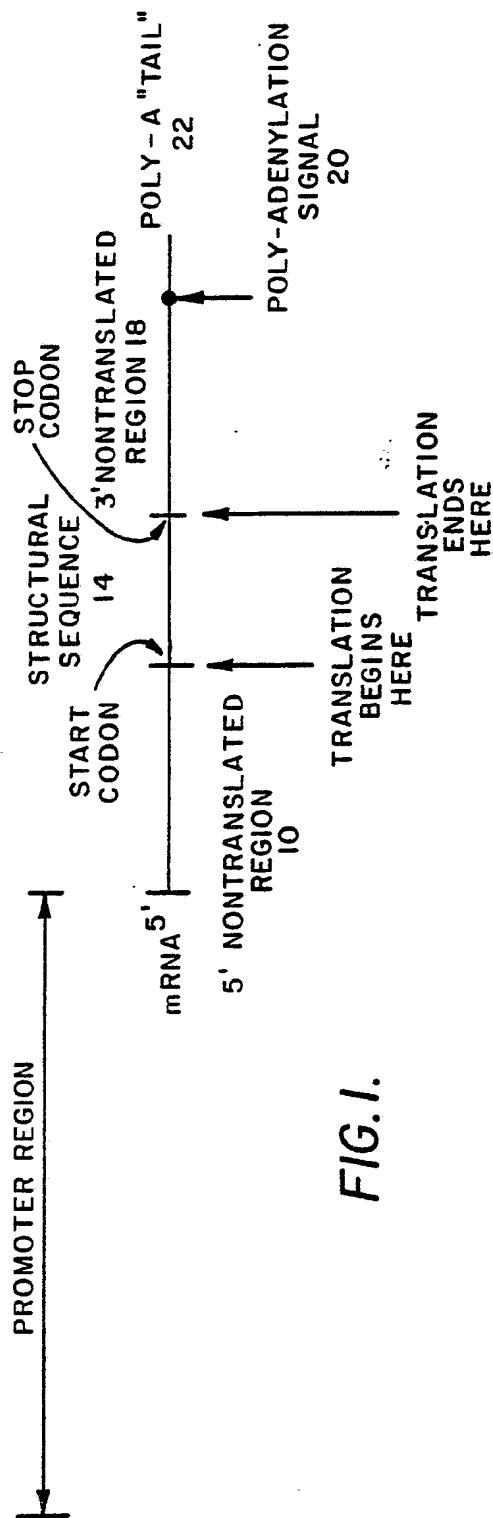 PROMOTER REGION
mRNA 5'
5' NONTRANSLATED
REGION
10
START
CODON
STRUCTURAL
SEQUENCE
14
STOP
CODON
3' NONTRANSLATED
REGION 18
POLY-A "TAIL"
22
TRANSLATION
BEGINS
HERE
TRANSLATION
ENDS
HERE
POLY-ADENYLATION
SIGNAL
20
FIG. 1.